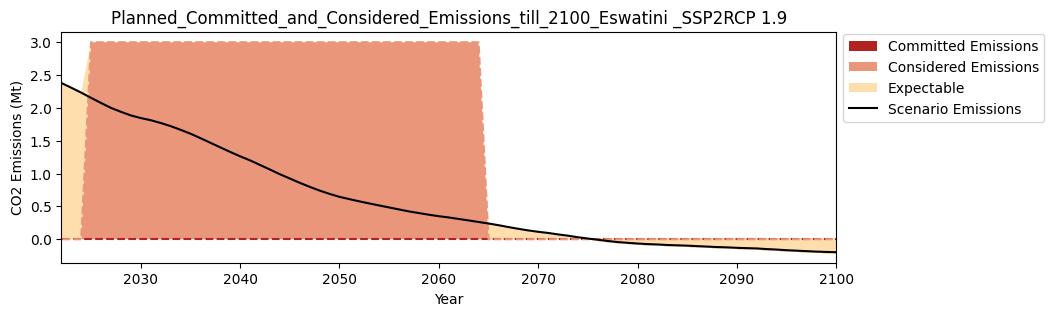 Planned_Committed_and_Considered_Emissions_till_2100_Eswatini _SSP2RCP 1.9
Committed Emissions
Considered Emissions
Expectable
Scenario Emissions
CO2 Emissions (Mt)
3.0
2.5
2.0
1.5
1.0
0.5
0.0
2030
2040
2050
2060
2070
2080
2090
2100
Year